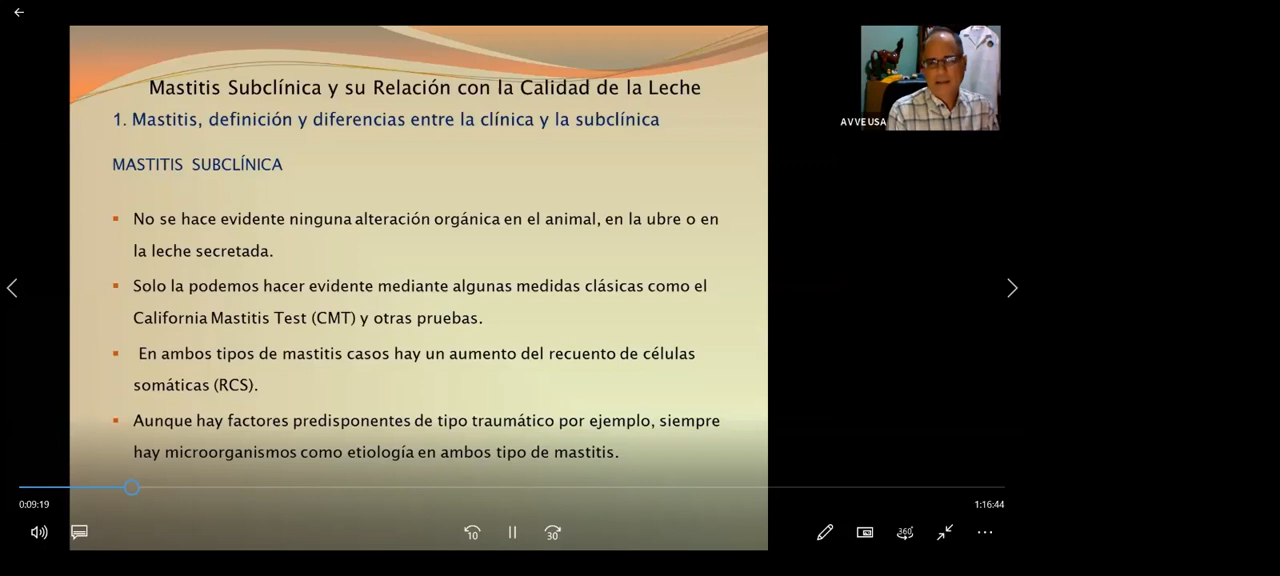 Mastitis Subclínica y su Relación con la Calidad de la Leche
1. Mastitis, definición y diferencias entre la clínica y la subclínica
MASTITIS SUBCLÍNICA
No se hace evidente ninguna alteración orgánica en el animal, en la ubre o en
la leche secretada.
Solo la podemos hacer evidente mediante algunas medidas clásicas como el
California Mastitis Test (CMT) y otras pruebas.
En ambos tipos de mastitis casos hay un aumento del recuento de células
somáticas (RCS).
Aunque hay factores predisponentes de tipo traumático por ejemplo, siempre
hay microorganismos como etiología en ambos tipo de mastitis.
AVVEUSA
0:09:19
1:16:44
10
30
360